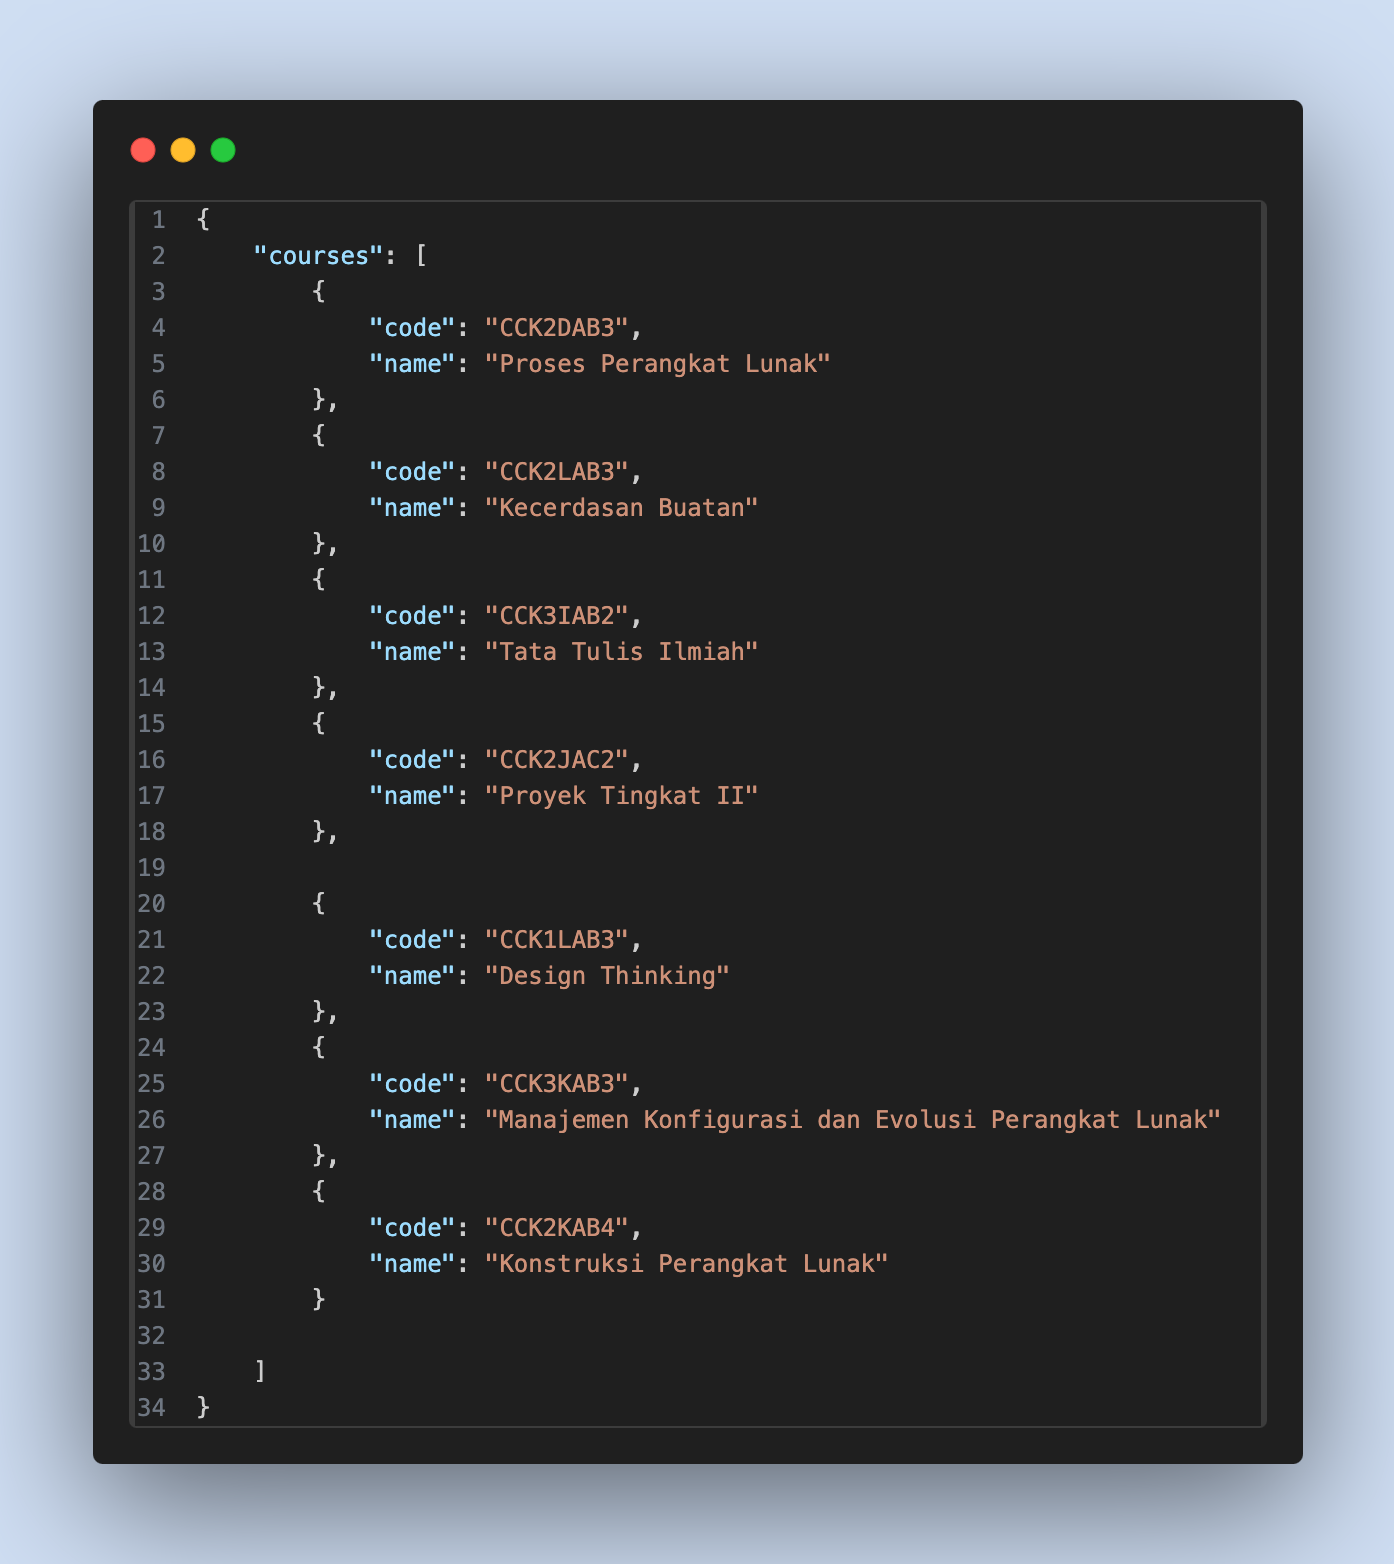 1 {
2     "courses": [
3         {
4             "code": "CCK2DAB3",
5             "name": "Proses Perangkat Lunak"
6         },
7         {
8             "code": "CCK2LAB3",
9             "name": "Kecerdasan Buatan"
10         },
11         {
12             "code": "CCK3IAB2",
13             "name": "Tata Tulis Ilmiah"
14         },
15         {
16             "code": "CCK2JAC2",
17             "name": "Proyek Tingkat II"
18         },
19
20         {
21             "code": "CCK1LAB3",
22             "name": "Design Thinking"
23         },
24         {
25             "code": "CCK3KAB3",
26             "name": "Manajemen Konfigurasi dan Evolusi Perangkat Lunak"
27         },
28         {
29             "code": "CCK2KAB4",
30             "name": "Konstruksi Perangkat Lunak"
31         }
32
33     ]
34 }